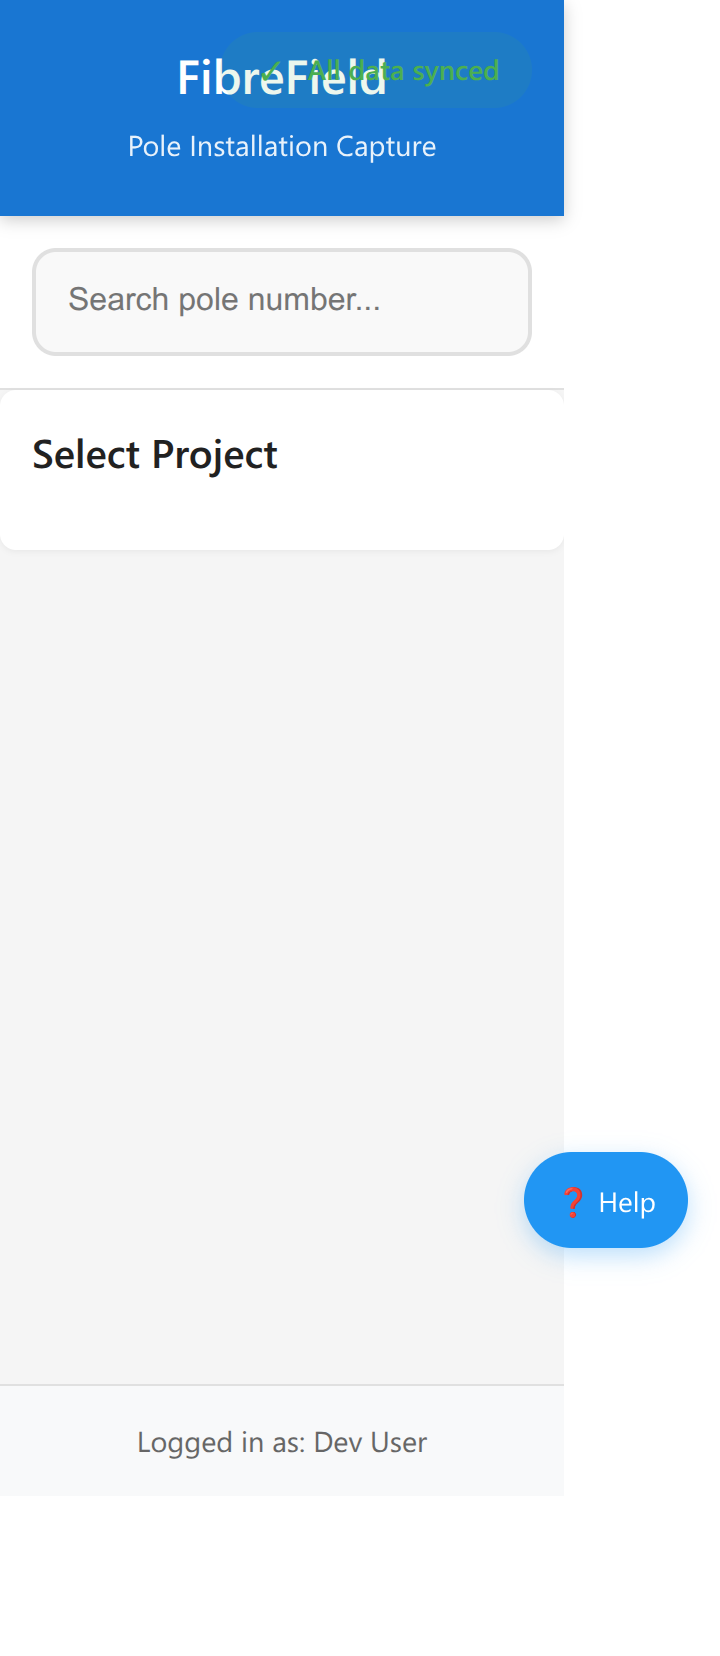 FibreField
✓ All data synced
Pole Installation Capture
Search pole number...
Select Project
❓ Help
Logged in as: Dev User